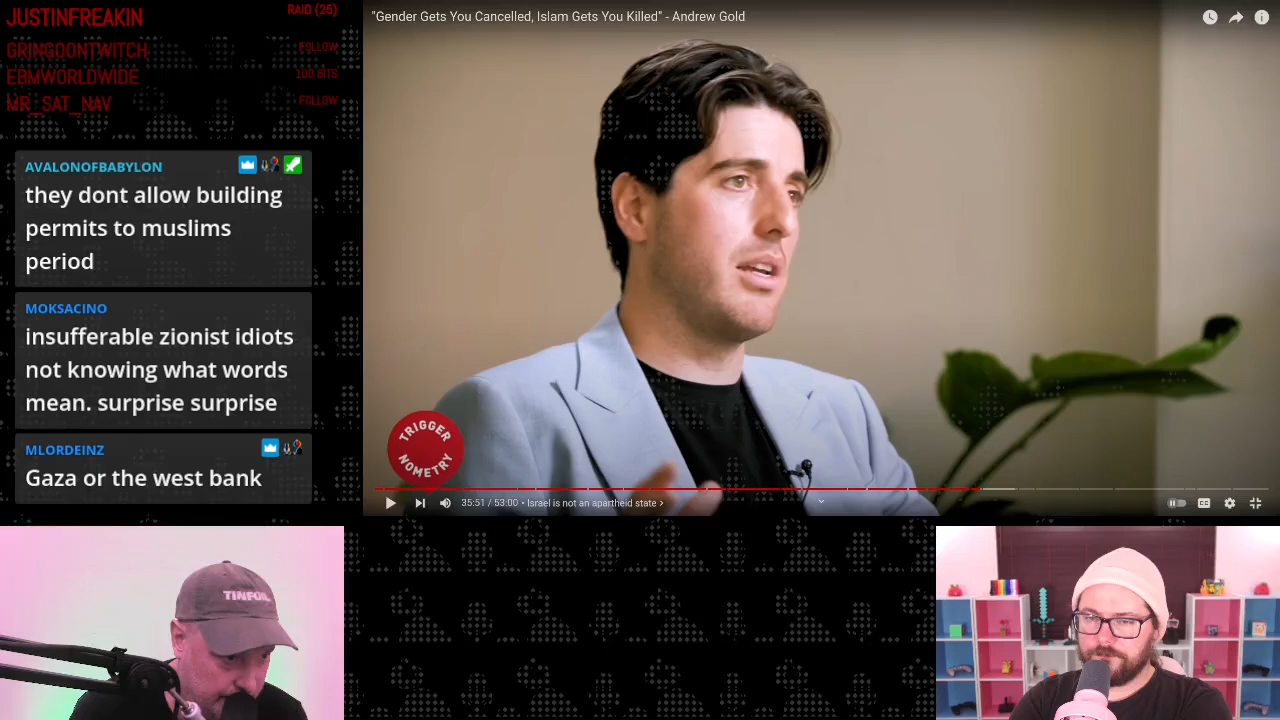 JUSTINFREAKIN RAID (25)
GRINGOONTWITCH FOLLOW
EBMWORLDWIDE 100 BITS
MR_SAT_NAV FOLLOW
AVALONOFBABYLON
they dont allow building
permits to muslims
period
MOKSACINO
insufferable zionist idiots
not knowing what words
mean. surprise surprise
MLORDEINZ
Gaza or the west bank
"Gender Gets You Cancelled, Islam Gets You Killed" - Andrew Gold
TRIGGER
NOMETRY
35:51 / 53:00 • Israel is not an apartheid state >
CC
TINFOIL